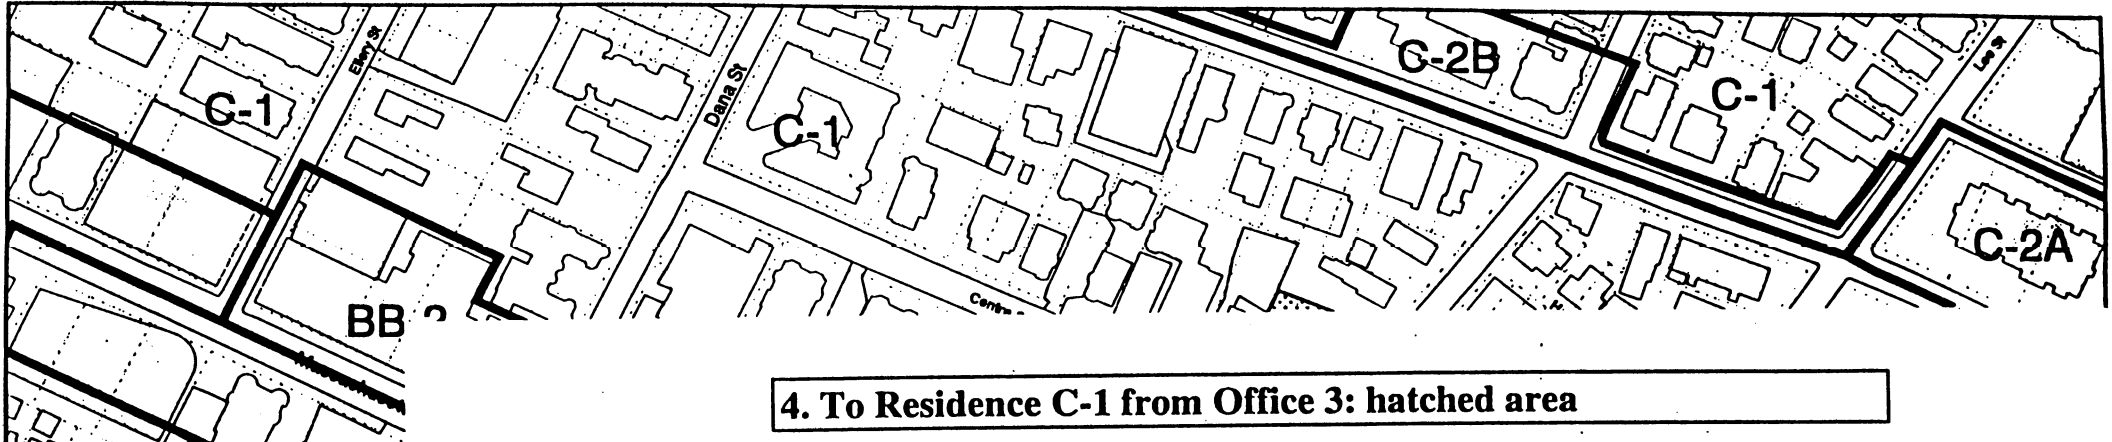 Ellery St
Dana St
Lee St
C-2B
C-1
C-1
C-1
C-2A
BB
4. To Residence C-1 from Office 3: hatched area